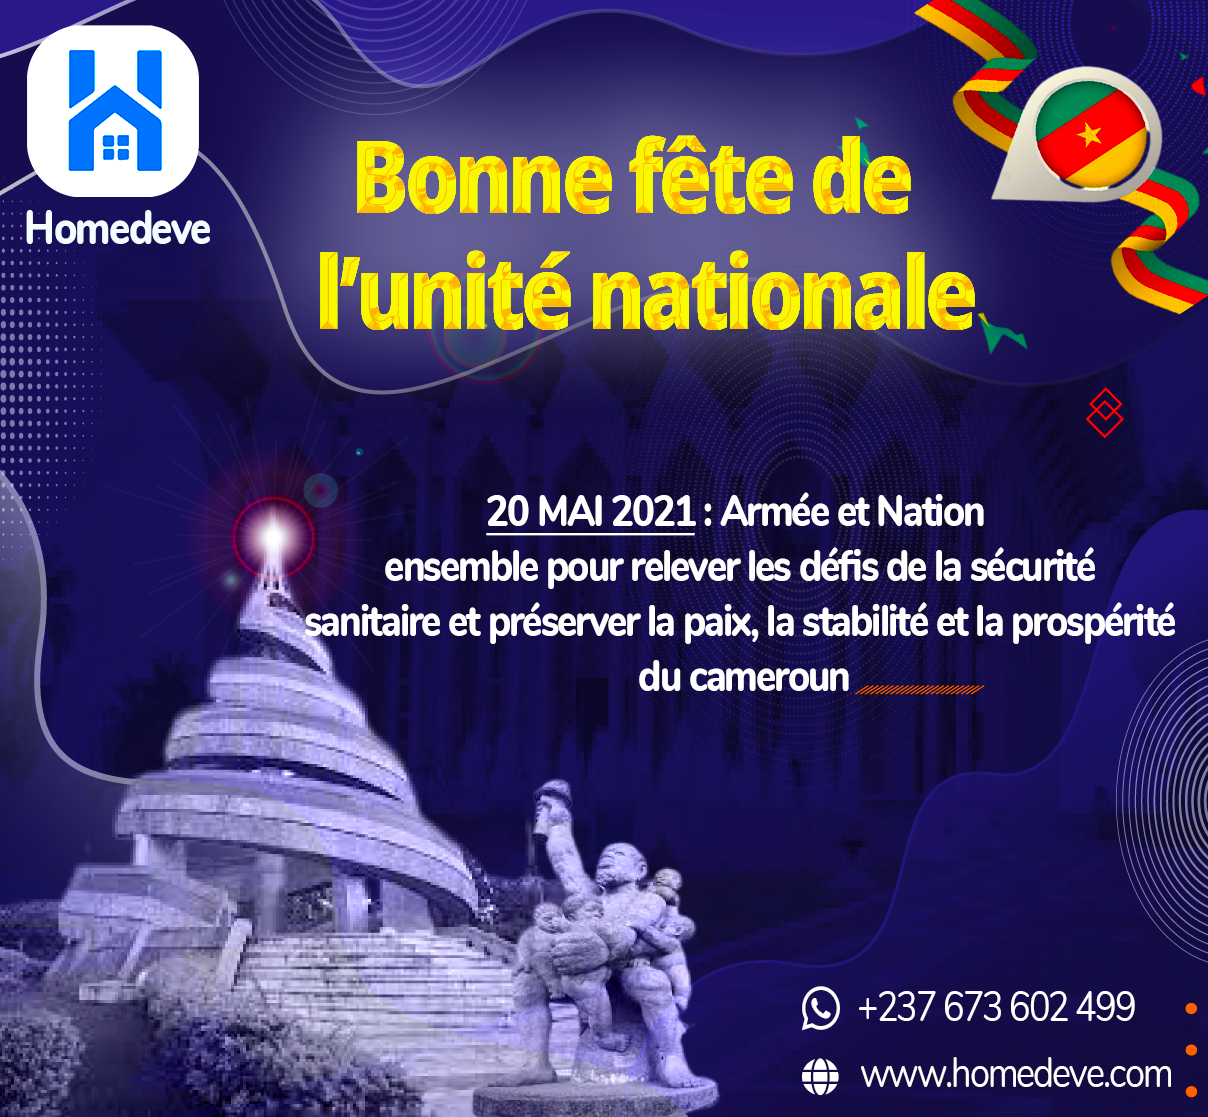 Homedeve
Bonne fête de
l'unité nationale
20 MAI 2021 : Armée et Nation
ensemble pour relever les défis de la sécurité
sanitaire et préserver la paix, la stabilité et la prospérité
du cameroun
+237 673 602 499
www.homedeve.com